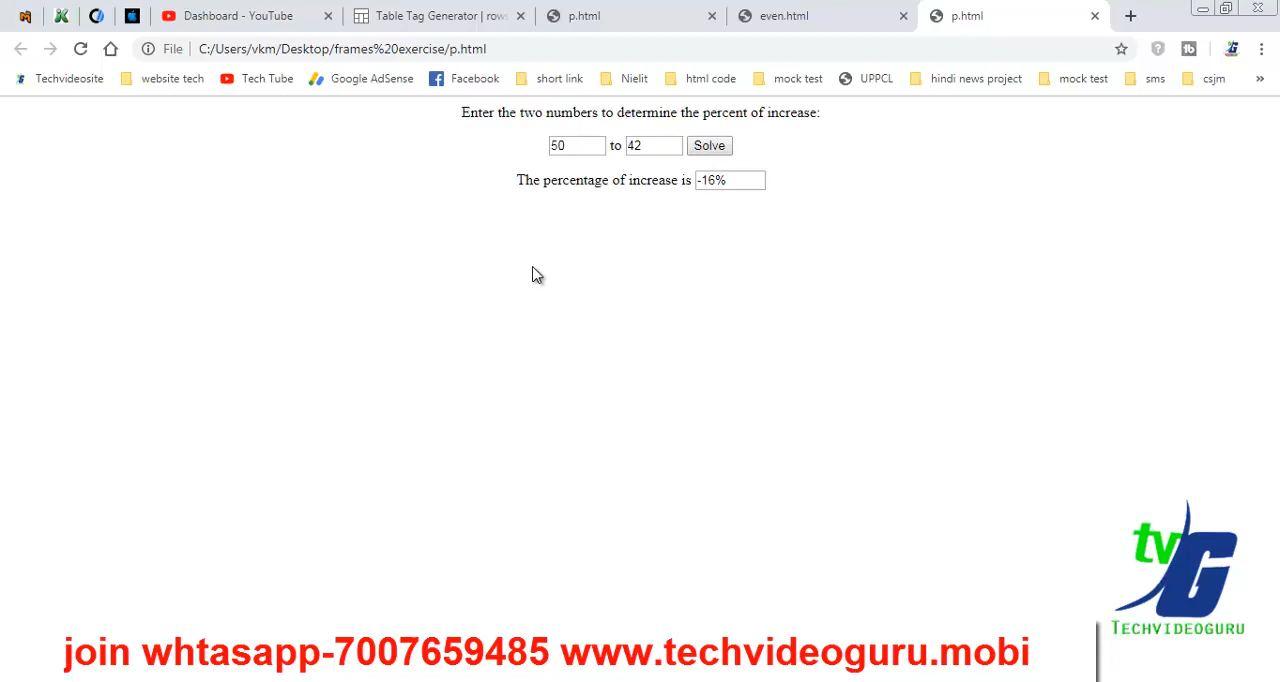 Dashboard - YouTube
Table Tag Generator | rows
p.html
even.html
p.html
File
C:/Users/vkm/Desktop/frames%20exercise/p.html
Techvideosite
website tech
Tech Tube
Google AdSense
Facebook
short link
Nielit
html code
mock test
UPPCL
hindi news project
mock test
sms
csjm
Enter the two numbers to determine the percent of increase:
50 to 42 Solve
The percentage of increase is -16%
tvG
TECHVIDEOGURU
join whtasapp-7007659485 www.techvideoguru.mobi